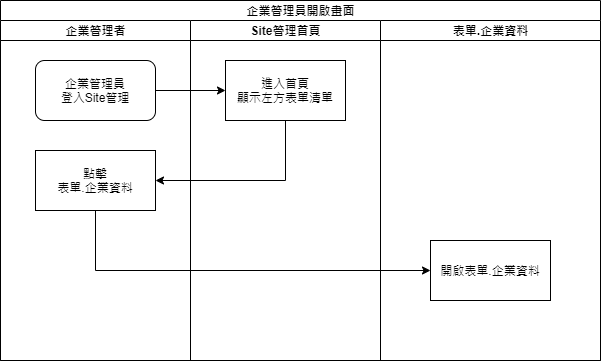 企業管理員開啟畫面
企業管理者
Site管理首頁
表單.企業資料
企業管理員
登入Site管理
進入首頁
顯示左方表單清單
點擊
表單.企業資料
開啟表單.企業資料